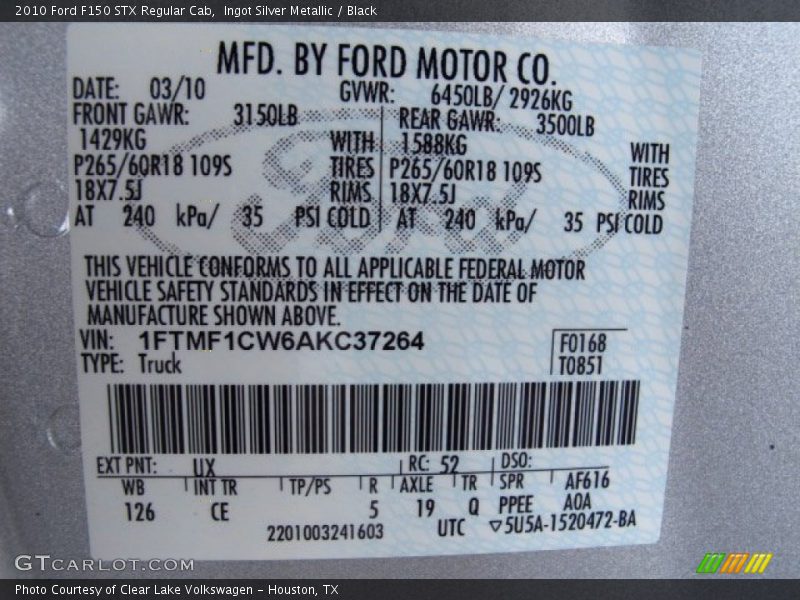 2010 Ford F150 STX Regular Cab,  Ingot Silver Metallic / Black
MFD. BY FORD MOTOR CO.
DATE: 03/10 GVWR: 6450LB/ 2926KG
FRONT GAWR: 3150LB REAR GAWR: 3500LB
1429KG WITH 1588KG WITH
P265/60R18 109S TIRES P265/60R18 109S TIRES
18X7.5J RIMS 18X7.5J RIMS
AT 240 kPa/ 35 PSI COLD AT 240 kPa/ 35 PSI COLD
Ford
THIS VEHICLE CONFORMS TO ALL APPLICABLE FEDERAL MOTOR
VEHICLE SAFETY STANDARDS IN EFFECT ON THE DATE OF
MANUFACTURE SHOWN ABOVE.
VIN: 1FTMF1CW6AKC37264 F0168
TYPE: Truck T0851
EXT PNT: UX RC: 52 DSO:
WB INT TR TP/PS R AXLE TR SPR AF616
126 CE 5 19 Q PPEE A0A
2201003241603 UTC ▽5U5A-1520472-BA
GTCARLOT.COM
Photo Courtesy of Clear Lake Volkswagen – Houston, TX